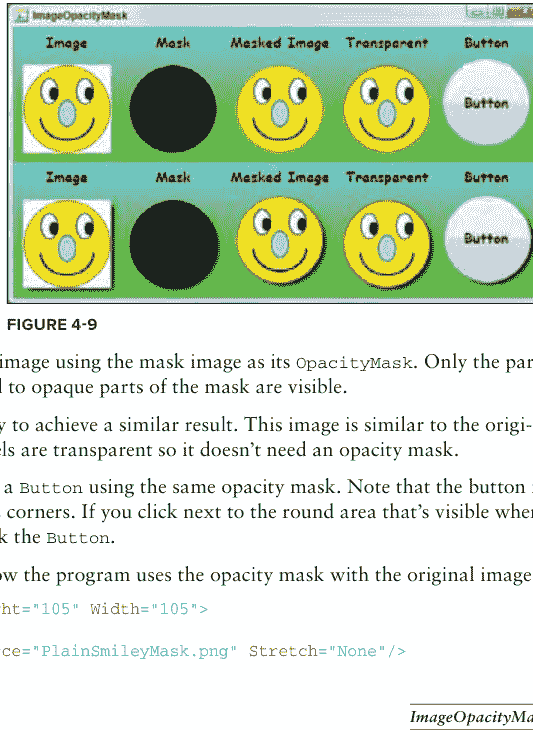 ImageOpacityMask
Image Mask Masked Image Transparent Button
Button
Image Mask Masked Image Transparent Button
Button
FIGURE 4-9
image using the mask image as its OpacityMask. Only the par
to opaque parts of the mask are visible.
y to achieve a similar result. This image is similar to the origi-
els are transparent so it doesn't need an opacity mask.
a Button using the same opacity mask. Note that the button
corners. If you click next to the round area that's visible whe
k the Button.
ow the program uses the opacity mask with the original image
ht="105" Width="105">
rce="PlainSmileyMask.png" Stretch="None"/>
ImageOpacityMa